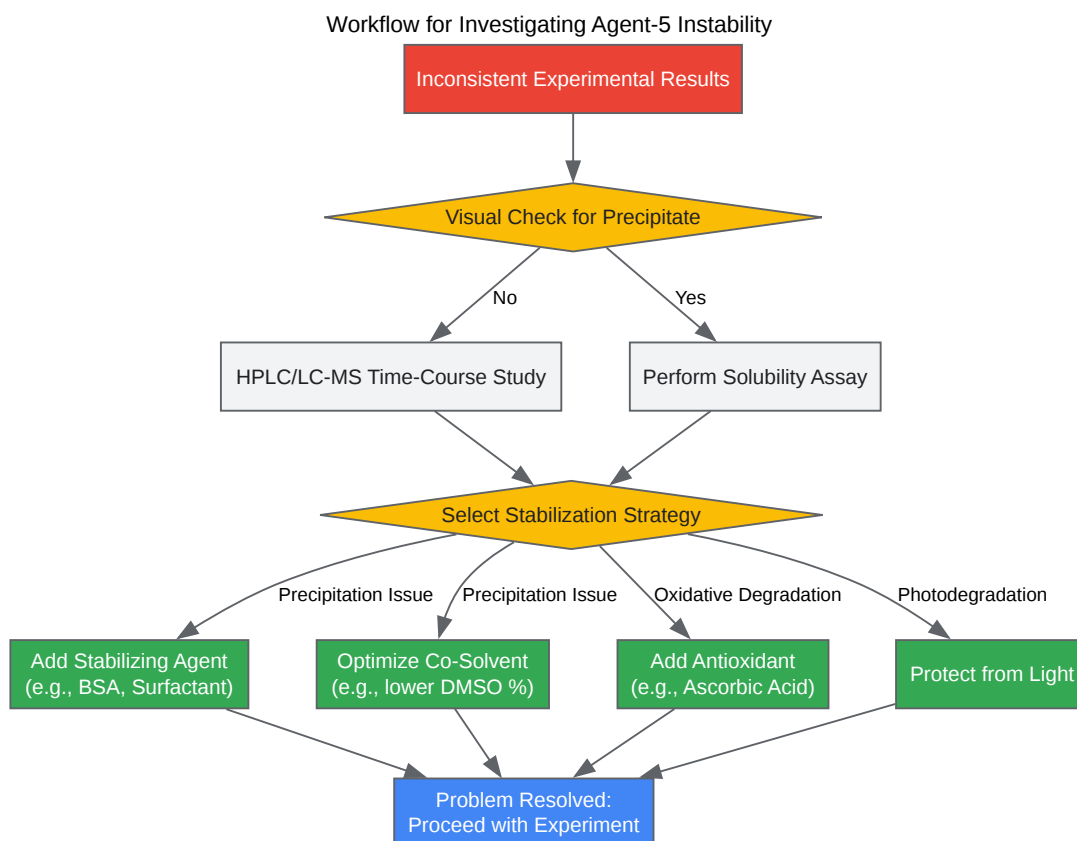 Workflow for Investigating Agent-5 Instability
Inconsistent Experimental Results
Visual Check for Precipitate
No
Yes
HPLC/LC-MS Time-Course Study
Perform Solubility Assay
Select Stabilization Strategy
Precipitation Issue
Precipitation Issue
Oxidative Degradation
Photodegradation
Add Stabilizing Agent
(e.g., BSA, Surfactant)
Optimize Co-Solvent
(e.g., lower DMSO %)
Add Antioxidant
(e.g., Ascorbic Acid)
Protect from Light
Problem Resolved:
Proceed with Experiment